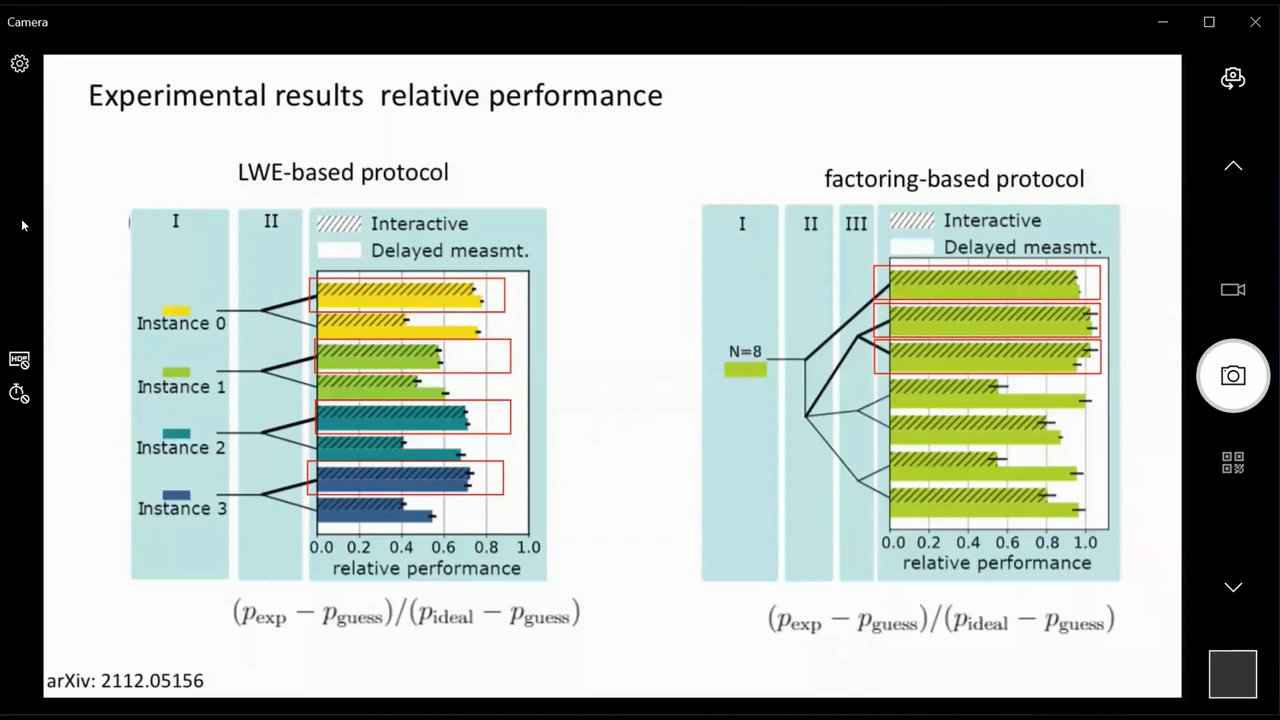 Camera
Experimental results relative performance
LWE-based protocol
factoring-based protocol
I
II
Interactive
Delayed measmt.
Instance 0
Instance 1
Instance 2
Instance 3
0.0 0.2 0.4 0.6 0.8 1.0
relative performance
(p_exp − p_guess)/(p_ideal − p_guess)
I
II
III
Interactive
Delayed measmt.
N=8
0.0 0.2 0.4 0.6 0.8 1.0
relative performance
(p_exp − p_guess)/(p_ideal − p_guess)
arXiv: 2112.05156